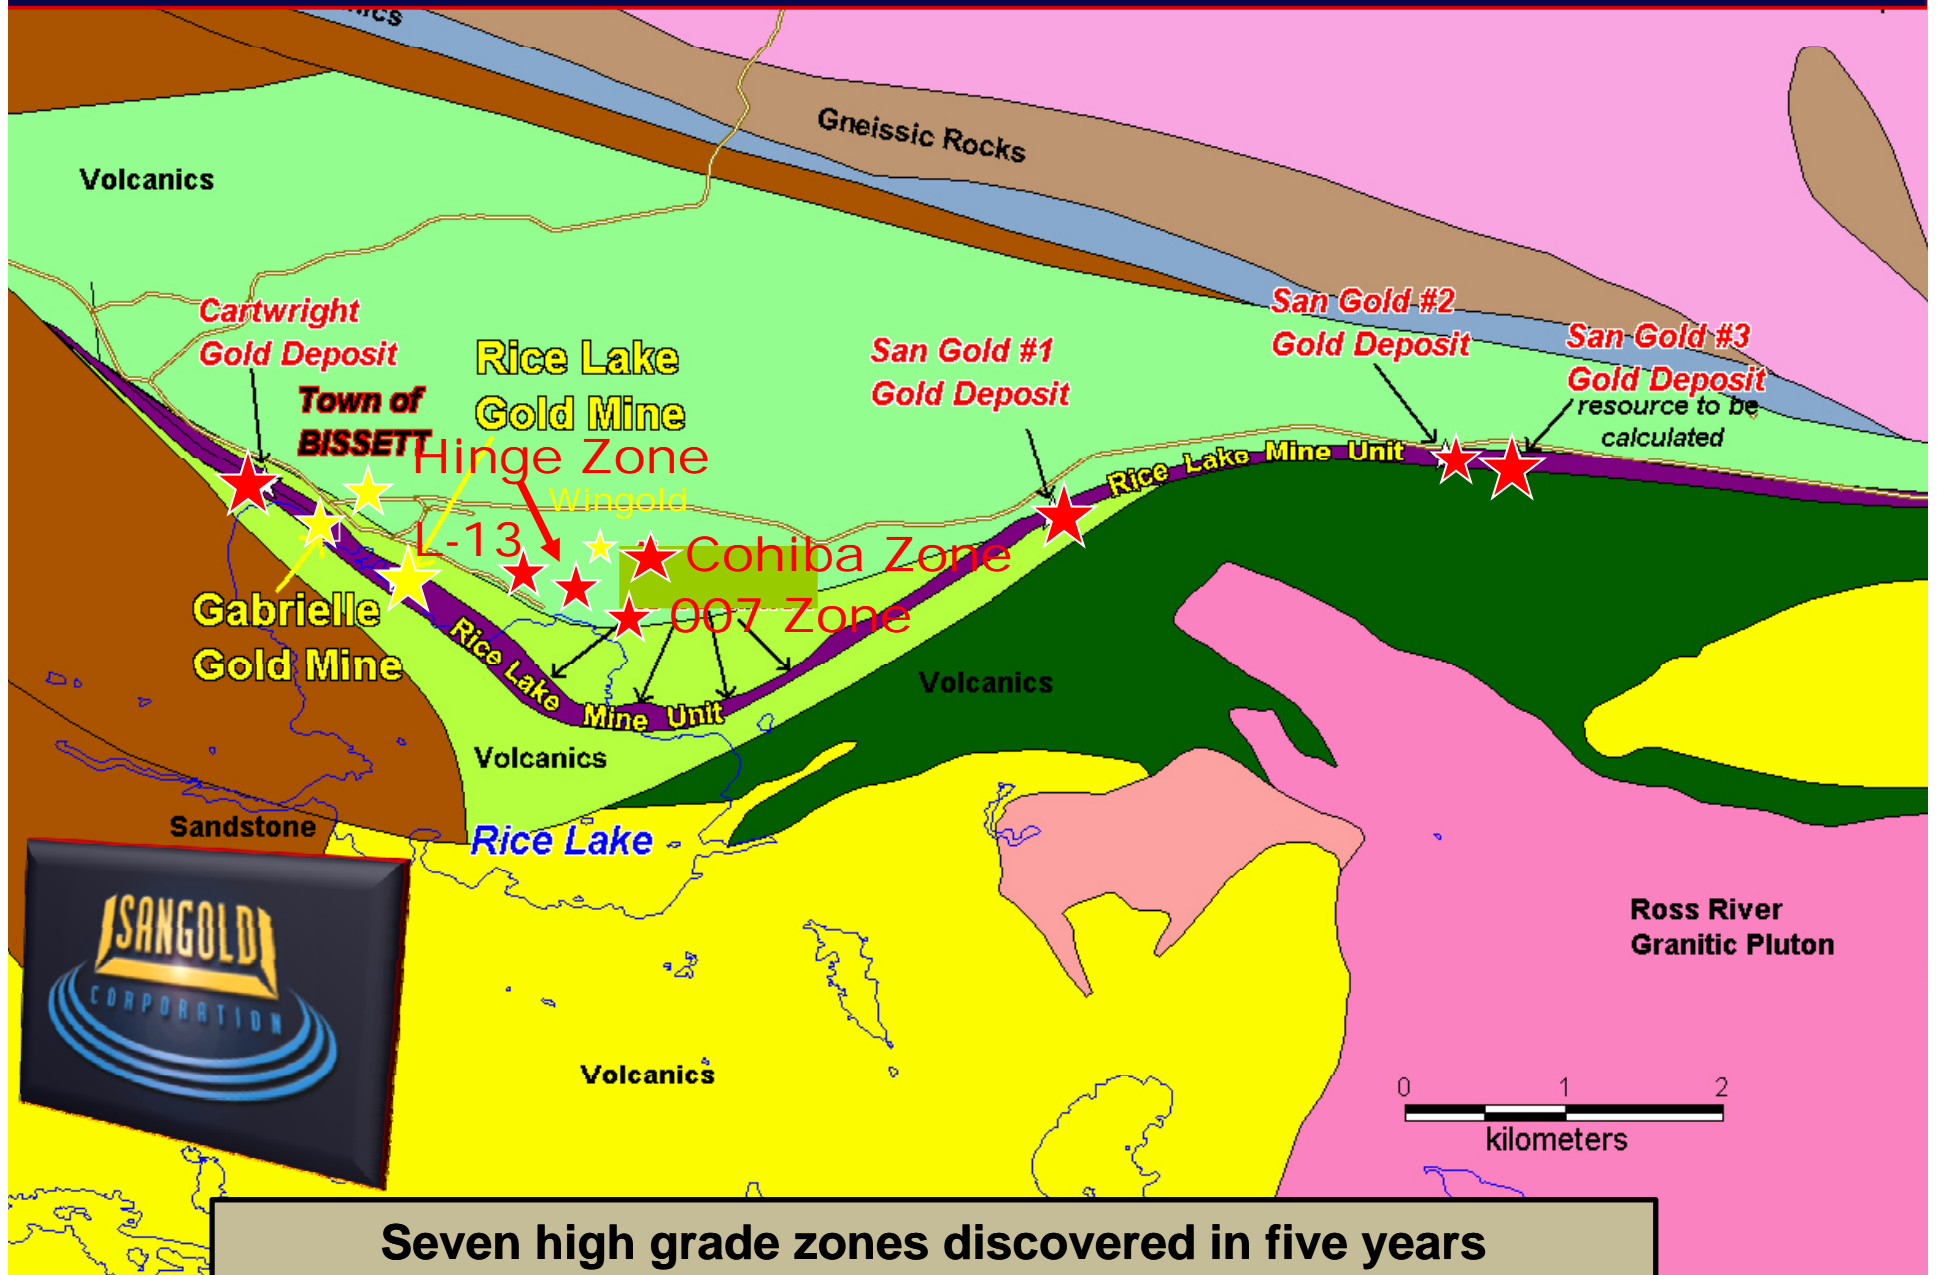 Gneissic Rocks
Volcanics
Cartwright
Gold Deposit
San Gold #2
Gold Deposit
San Gold #3
Gold Deposit
resource to be
calculated
San Gold #1
Gold Deposit
Rice Lake
Gold Mine
Town of
BISSETT
Hinge Zone
Wingold
L-13
Cohiba Zone
007 Zone
Rice Lake Mine Unit
Gabrielle
Gold Mine
Rice Lake Mine Unit
Volcanics
Volcanics
Sandstone
Rice Lake
SANGOLD
CORPORATION
Ross River
Granitic Pluton
Volcanics
0 1 2
kilometers
Seven high grade zones discovered in five years